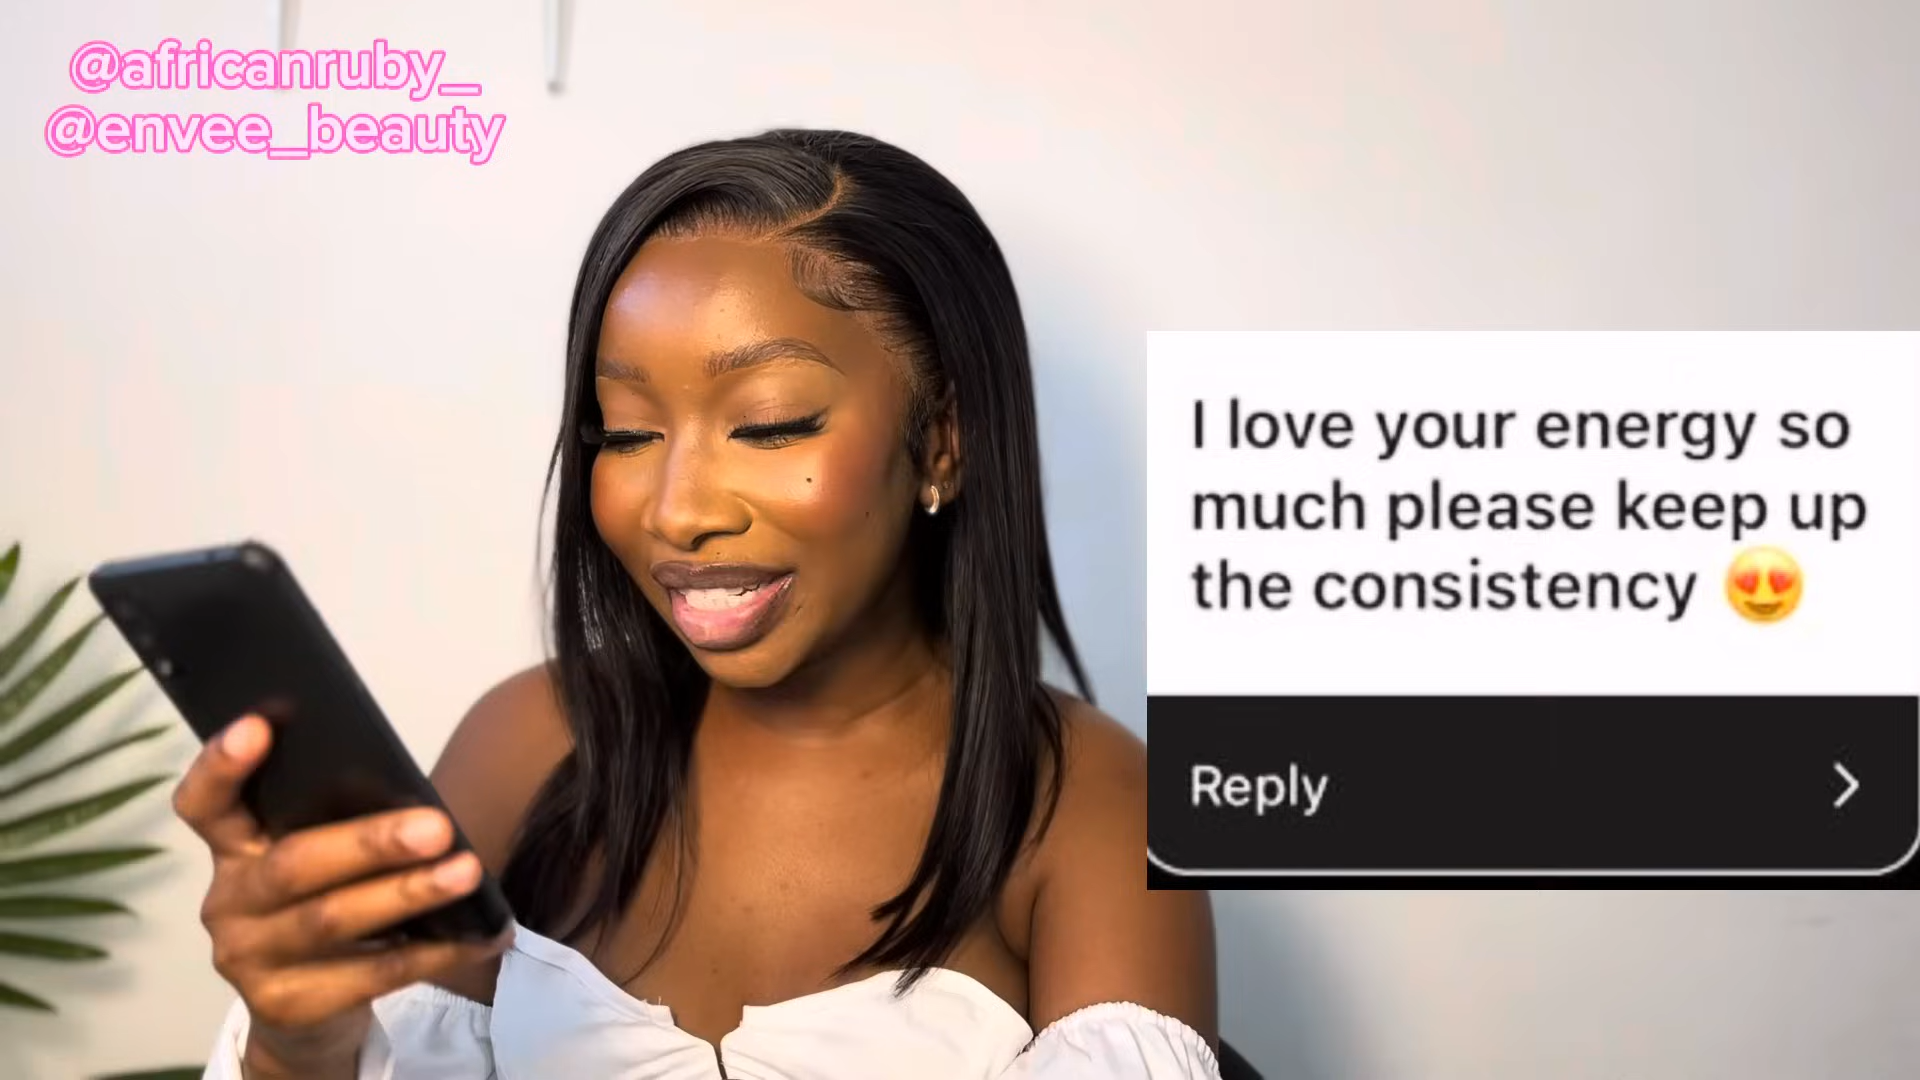 @africanruby_
@envee_beauty
I love your energy so
much please keep up
the consistency 😍
Reply